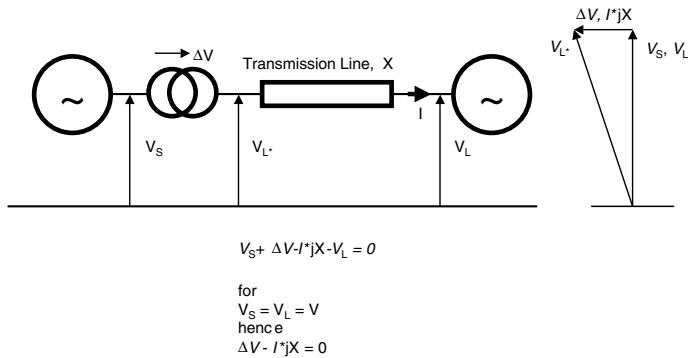 ΔV
Transmission Line, X
~
~
I
V_S
V_L*
V_L
ΔV, I*jX
V_L*
V_S, V_L
V_S+ ΔV-I*jX-V_L = 0
for
V_S = V_L = V
hence
ΔV - I*jX = 0